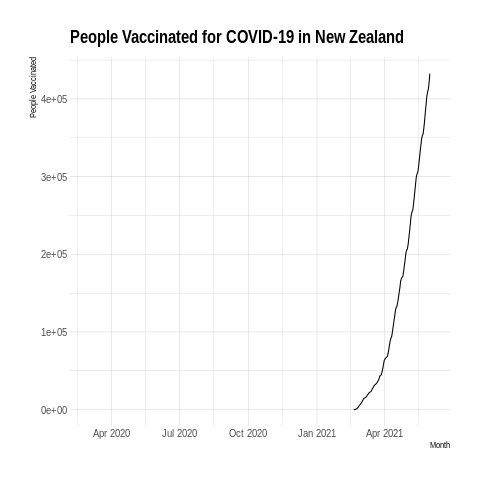 People Vaccinated for COVID-19 in New Zealand
People Vaccinated
4e+05
3e+05
2e+05
1e+05
0e+00
Apr 2020 Jul 2020 Oct 2020 Jan 2021 Apr 2021
Month